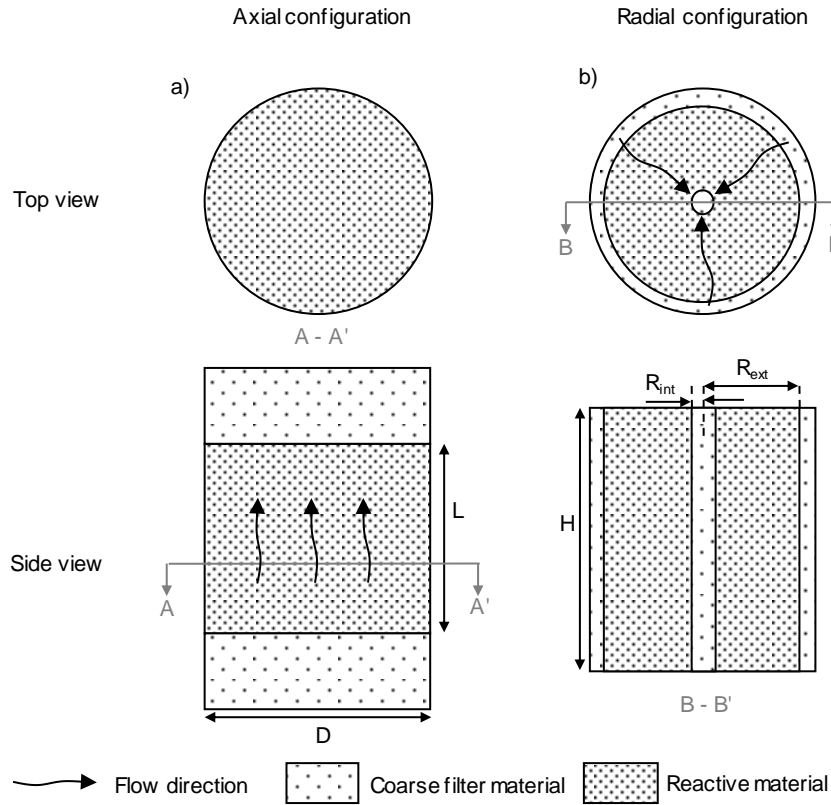 Axial configuration
Radial configuration
a)
b)
Top view
B
A - A'
R_ext
R_int
L
H
Side view
A
A'
B - B'
D
Flow direction
Coarse filter material
Reactive material